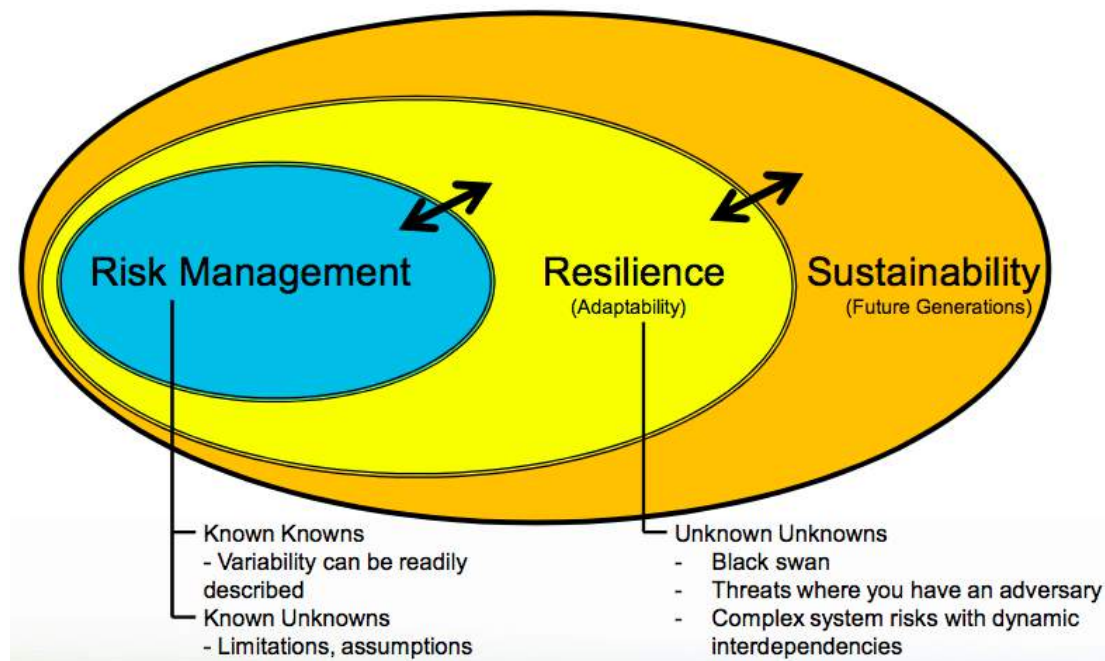 Risk Management
Resilience
(Adaptability)
Sustainability
(Future Generations)
Known Knowns
- Variability can be readily
described
Known Unknowns
- Limitations, assumptions
Unknown Unknowns
- Black swan
- Threats where you have an adversary
- Complex system risks with dynamic
interdependencies